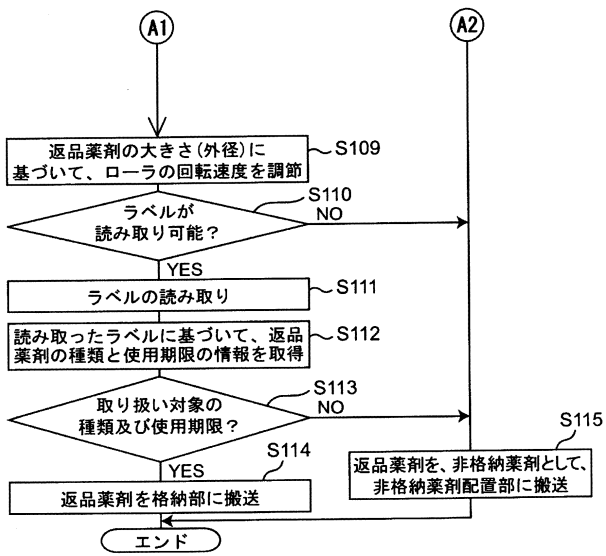 A1
A2
返品薬剤の大きさ(外径)に
基づいて、ローラの回転速度を調節
S109
ラベルが
読み取り可能?
S110
NO
YES
ラベルの読み取り
S111
読み取ったラベルに基づいて、返品
薬剤の種類と使用期限の情報を取得
S112
取り扱い対象の
種類及び使用期限?
S113
NO
YES
返品薬剤を格納部に搬送
S114
返品薬剤を、非格納薬剤として、
非格納薬剤配置部に搬送
S115
エンド